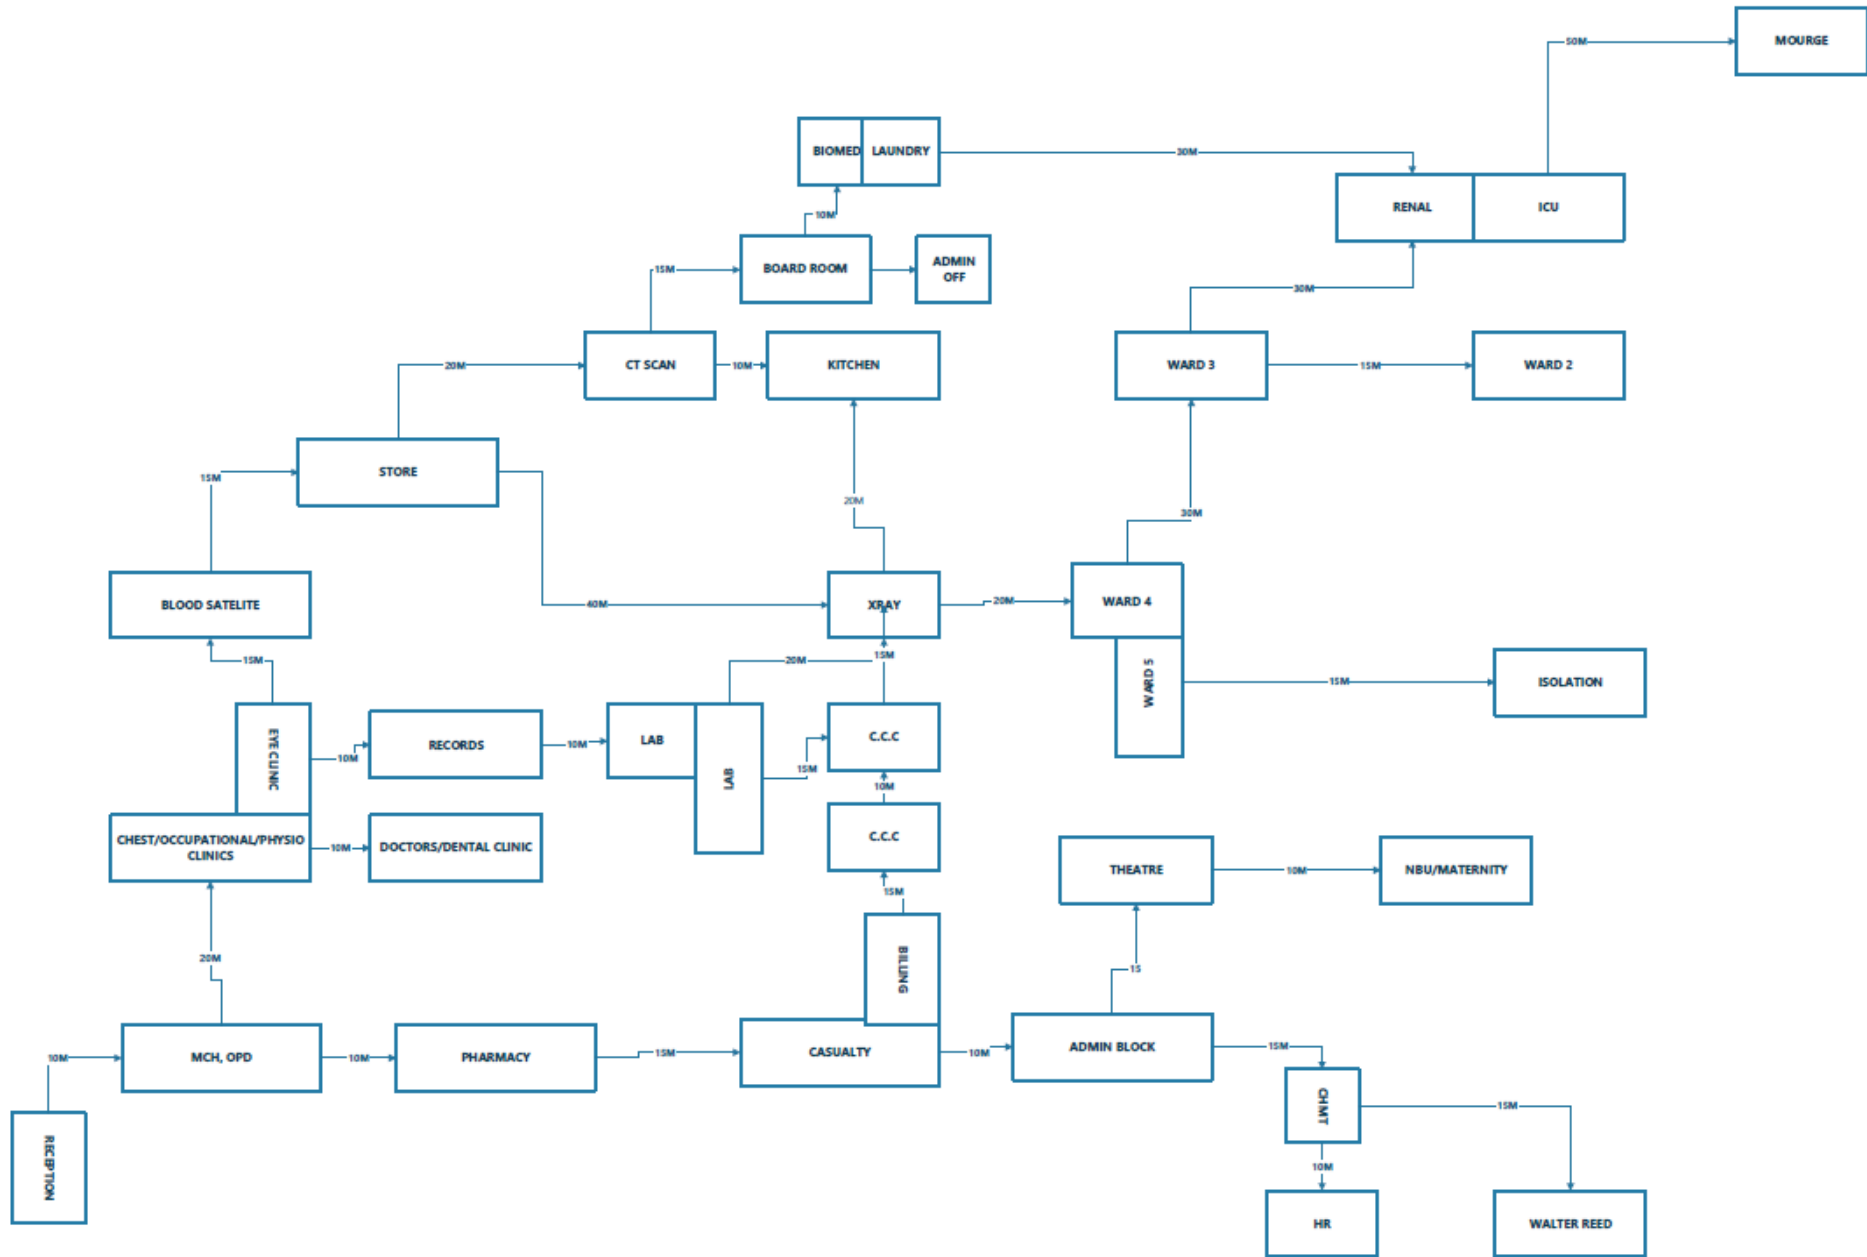 50M
MOURGE
BIOMED
LAUNDRY
30M
RENAL
ICU
10M
15M
BOARD ROOM
ADMIN
OFF
30M
20M
CT SCAN
10M
KITCHEN
WARD 3
15M
WARD 2
15M
STORE
20M
30M
BLOOD SATELITE
40M
XRAY
20M
WARD 4
15M
20M
15M
WARD 5
15M
ISOLATION
EYE CLINIC
10M
RECORDS
10M
LAB
LAB
15M
C.C.C
10M
CHEST/OCCUPATIONAL/PHYSIO
CLINICS
10M
DOCTORS/DENTAL CLINIC
C.C.C
THEATRE
10M
NBU/MATERNITY
15M
20M
BILLING
15
10M
MCH, OPD
10M
PHARMACY
15M
CASUALTY
10M
ADMIN BLOCK
15M
CHMT
15M
RECEPTION
10M
HR
WALTER REED